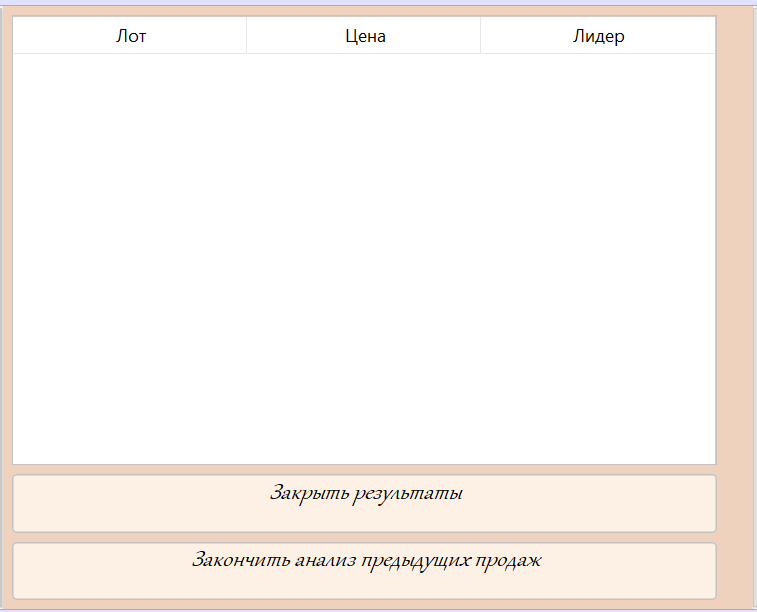 Лот Цена Лидер
Закрыть результаты
Закончить анализ предыдущих продаж